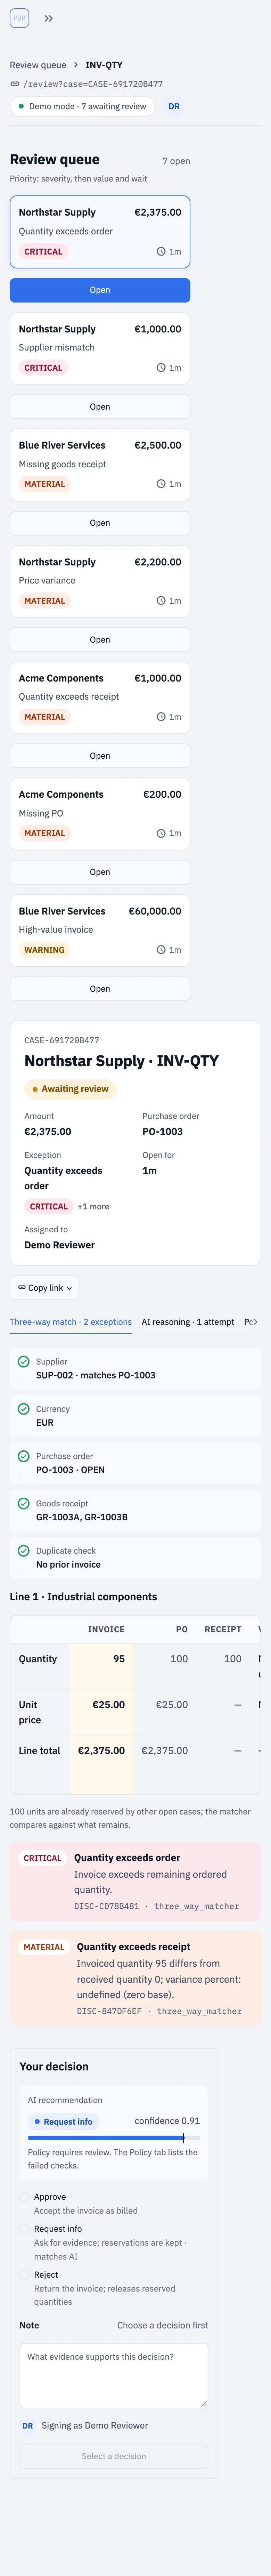 P2P
Review queue > INV-QTY
/review?case=CASE-691720B477
Demo mode · 7 awaiting review DR
Review queue 7 open
Priority: severity, then value and wait
Northstar Supply €2,375.00
Quantity exceeds order
CRITICAL 1m
Open
Northstar Supply €1,000.00
Supplier mismatch
CRITICAL 1m
Open
Blue River Services €2,500.00
Missing goods receipt
MATERIAL 1m
Open
Northstar Supply €2,200.00
Price variance
MATERIAL 1m
Open
Acme Components €1,000.00
Quantity exceeds receipt
MATERIAL 1m
Open
Acme Components €200.00
Missing PO
MATERIAL 1m
Open
Blue River Services €60,000.00
High-value invoice
WARNING 1m
Open
CASE-691720B477
Northstar Supply · INV-QTY
Awaiting review
Amount Purchase order
€2,375.00 PO-1003
Exception Open for
Quantity exceeds 1m
order
CRITICAL +1 more
Assigned to
Demo Reviewer
Copy link
Three-way match · 2 exceptions AI reasoning · 1 attempt
Supplier
SUP-002 · matches PO-1003
Currency
EUR
Purchase order
PO-1003 · OPEN
Goods receipt
GR-1003A, GR-1003B
Duplicate check
No prior invoice
Line 1 · Industrial components
INVOICE PO RECEIPT
Quantity 95 100 100
Unit €25.00 €25.00 —
price
Line total €2,375.00 €2,375.00 —
100 units are already reserved by other open cases; the matcher
compares against what remains.
CRITICAL Quantity exceeds order
Invoice exceeds remaining ordered
quantity.
DISC-CD78B481 · three_way_matcher
MATERIAL Quantity exceeds receipt
Invoiced quantity 95 differs from
received quantity 0; variance percent:
undefined (zero base).
DISC-847DF6EF · three_way_matcher
Your decision
AI recommendation
Request info confidence 0.91
Policy requires review. The Policy tab lists the
failed checks.
Approve
Accept the invoice as billed
Request info
Ask for evidence; reservations are kept ·
matches AI
Reject
Return the invoice; releases reserved
quantities
Note Choose a decision first
What evidence supports this decision?
DR Signing as Demo Reviewer
Select a decision